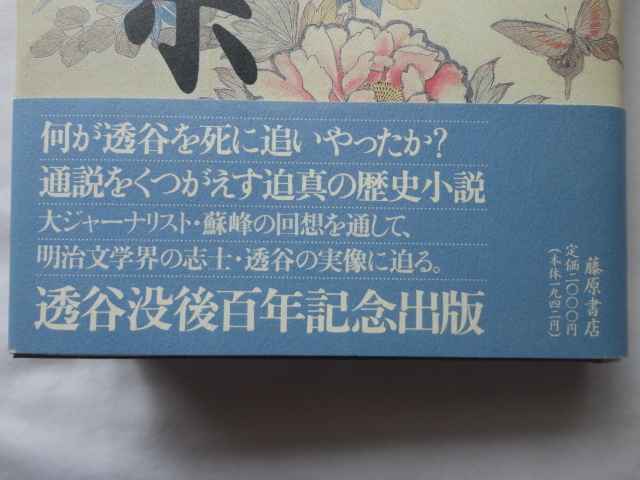 何が透谷を死に追いやったか?
通説をくつがえす迫真の歴史小説
大ジャーナリスト・蘇峰の回想を通して、
明治文学界の志士・透谷の実像に迫る。
透谷没後百年記念出版
藤原書店
定価二〇〇〇円
(本体一九四二円)